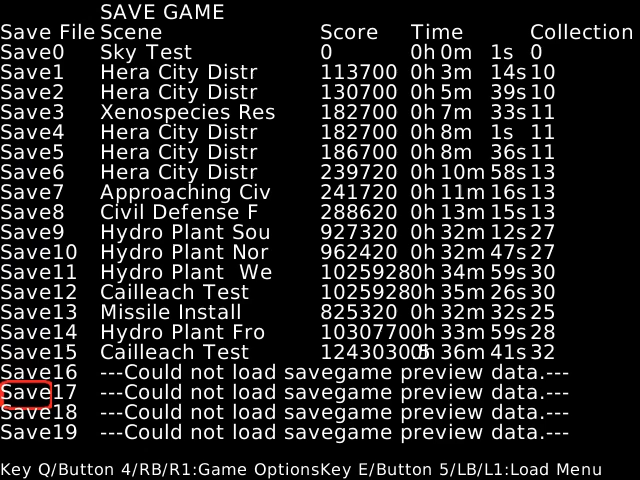 SAVE GAME
Save File Scene Score Time Collection
Save0 Sky Test 0 0h 0m 1s 0
Save1 Hera City Distr 113700 0h 3m 14s 10
Save2 Hera City Distr 130700 0h 5m 39s 10
Save3 Xenospecies Res 182700 0h 7m 33s 11
Save4 Hera City Distr 182700 0h 8m 1s 11
Save5 Hera City Distr 186700 0h 8m 36s 11
Save6 Hera City Distr 239720 0h 10m 58s 13
Save7 Approaching Civ 241720 0h 11m 16s 13
Save8 Civil Defense F 288620 0h 13m 15s 13
Save9 Hydro Plant Sou 927320 0h 32m 12s 27
Save10 Hydro Plant Nor 962420 0h 32m 47s 27
Save11 Hydro Plant  We 1025928 0h 34m 59s 30
Save12 Cailleach Test 1025928 0h 35m 26s 30
Save13 Missile Install 825320 0h 32m 32s 25
Save14 Hydro Plant Fro 1030770 0h 33m 59s 28
Save15 Cailleach Test 36m 41s 32
Save16 ---Could not load savegame preview data.---
Save17 ---Could not load savegame preview data.---
Save18 ---Could not load savegame preview data.---
Save19 ---Could not load savegame preview data.---
Key Q/Button 4/RB/R1:Game OptionsKey E/Button 5/LB/L1:Load Menu